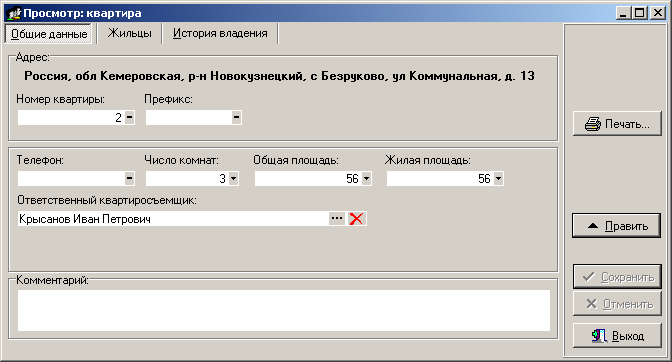 Просмотр: квартира
Общие данные Жильцы История владения
Адрес:
Россия, обл Кемеровская, р-н Новокузнецкий, с Безруково, ул Коммунальная, д. 13
Номер квартиры: Префикс:
2
Печать...
Телефон: Число комнат: Общая площадь: Жилая площадь:
3 56 56
Ответственный квартиросъемщик:
Крысанов Иван Петрович
Править
Комментарий:
Сохранить
Отменить
Выход